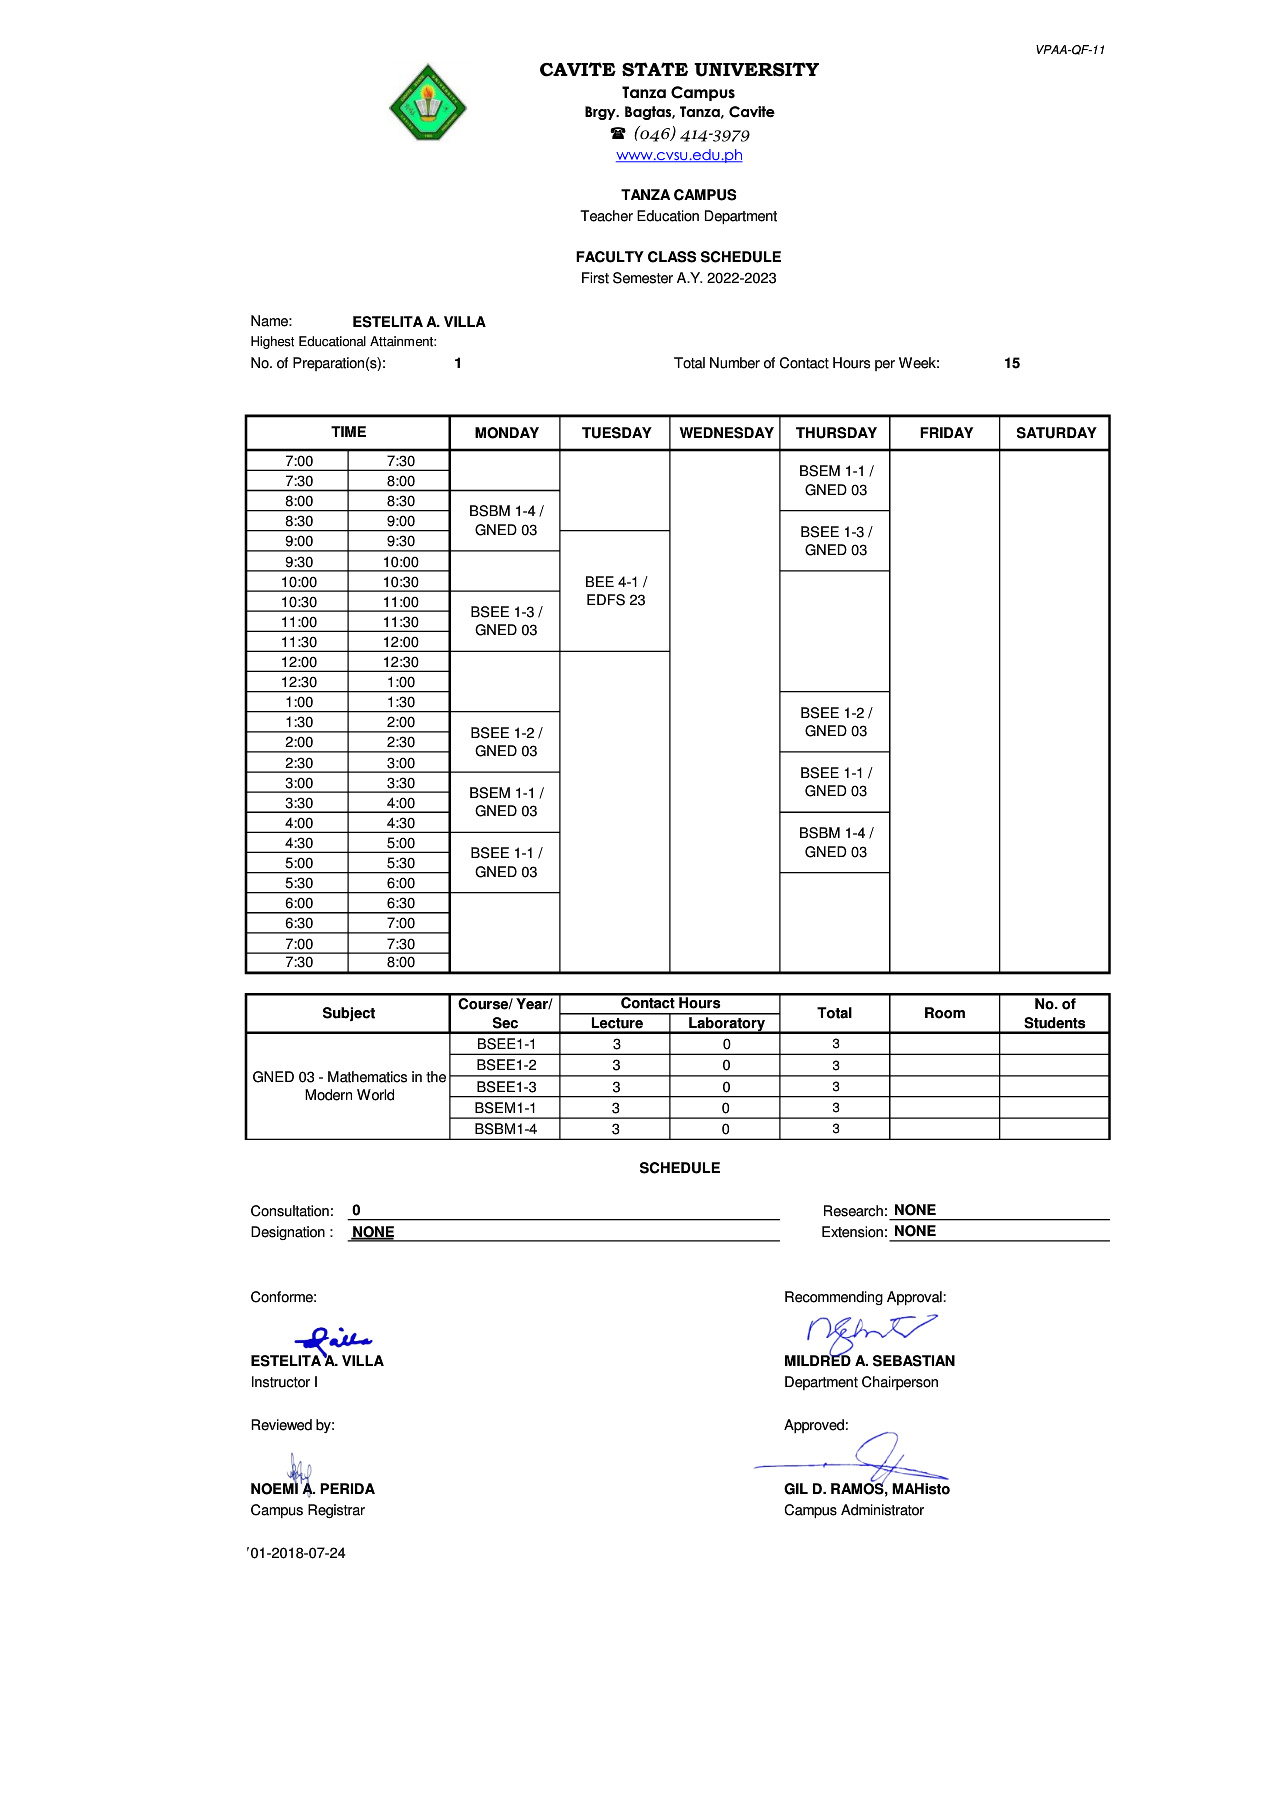 VPAA-QF-11
CAVITE STATE UNIVERSITY
Tanza Campus
Brgy. Bagtas, Tanza, Cavite
☎ (046) 414-3979
www.cvsu.edu.ph
TANZA CAMPUS
Teacher Education Department
FACULTY CLASS SCHEDULE
First Semester A.Y. 2022-2023
Name: ESTELITA A. VILLA
Highest Educational Attainment:
No. of Preparation(s): 1 Total Number of Contact Hours per Week: 15
TIME MONDAY TUESDAY WEDNESDAY THURSDAY FRIDAY SATURDAY
7:00 7:30
7:30 8:00
8:00 8:30
8:30 9:00
9:00 9:30
9:30 10:00
10:00 10:30
10:30 11:00
11:00 11:30
11:30 12:00
12:00 12:30
12:30 1:00
1:00 1:30
1:30 2:00
2:00 2:30
2:30 3:00
3:00 3:30
3:30 4:00
4:00 4:30
4:30 5:00
5:00 5:30
5:30 6:00
6:00 6:30
6:30 7:00
7:00 7:30
7:30 8:00
BSBM 1-4 /
GNED 03
BSEE 1-3 /
GNED 03
BSEE 1-2 /
GNED 03
BSEM 1-1 /
GNED 03
BSEE 1-1 /
GNED 03
BEE 4-1 /
EDFS 23
BSEM 1-1 /
GNED 03
BSEE 1-3 /
GNED 03
BSEE 1-2 /
GNED 03
BSEE 1-1 /
GNED 03
BSBM 1-4 /
GNED 03
Subject Course/ Year/ Sec Contact Hours Total Room No. of Students
Lecture Laboratory
GNED 03 - Mathematics in the
Modern World
BSEE1-1 3 0 3
BSEE1-2 3 0 3
BSEE1-3 3 0 3
BSEM1-1 3 0 3
BSBM1-4 3 0 3
SCHEDULE
Consultation: 0 Research: NONE
Designation : NONE Extension: NONE
Conforme: Recommending Approval:
ESTELITA A. VILLA MILDRED A. SEBASTIAN
Instructor I Department Chairperson
Reviewed by: Approved:
NOEMI A. PERIDA GIL D. RAMOS, MAHisto
Campus Registrar Campus Administrator
01-2018-07-24